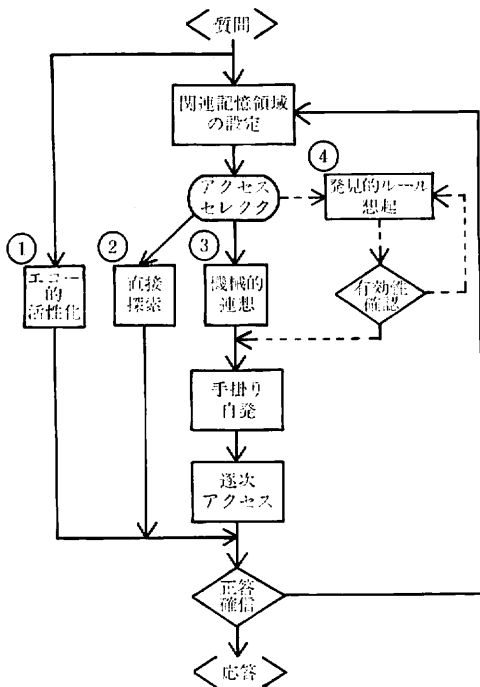 質問
関連記憶領域
の設定
④
アクセス
セレクタ
発見的ルール
想起
①
②
③
エコー
的
活性化
直接
探索
機械的
連想
有効性
確認
手掛り
自発
逐次
アクセス
正答
確信
応答